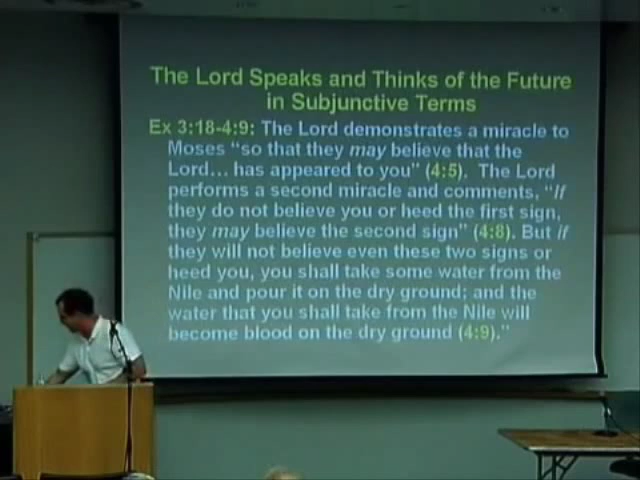 The Lord Speaks and Thinks of the Future
in Subjunctive Terms
Ex 3:18-4:9: The Lord demonstrates a miracle to
Moses “so that they may believe that the
Lord… has appeared to you” (4:5). The Lord
performs a second miracle and comments, “If
they do not believe you or heed the first sign,
they may believe the second sign” (4:8). But if
they will not believe even these two signs or
heed you, you shall take some water from the
Nile and pour it on the dry ground; and the
water that you shall take from the Nile will
become blood on the dry ground (4:9).”